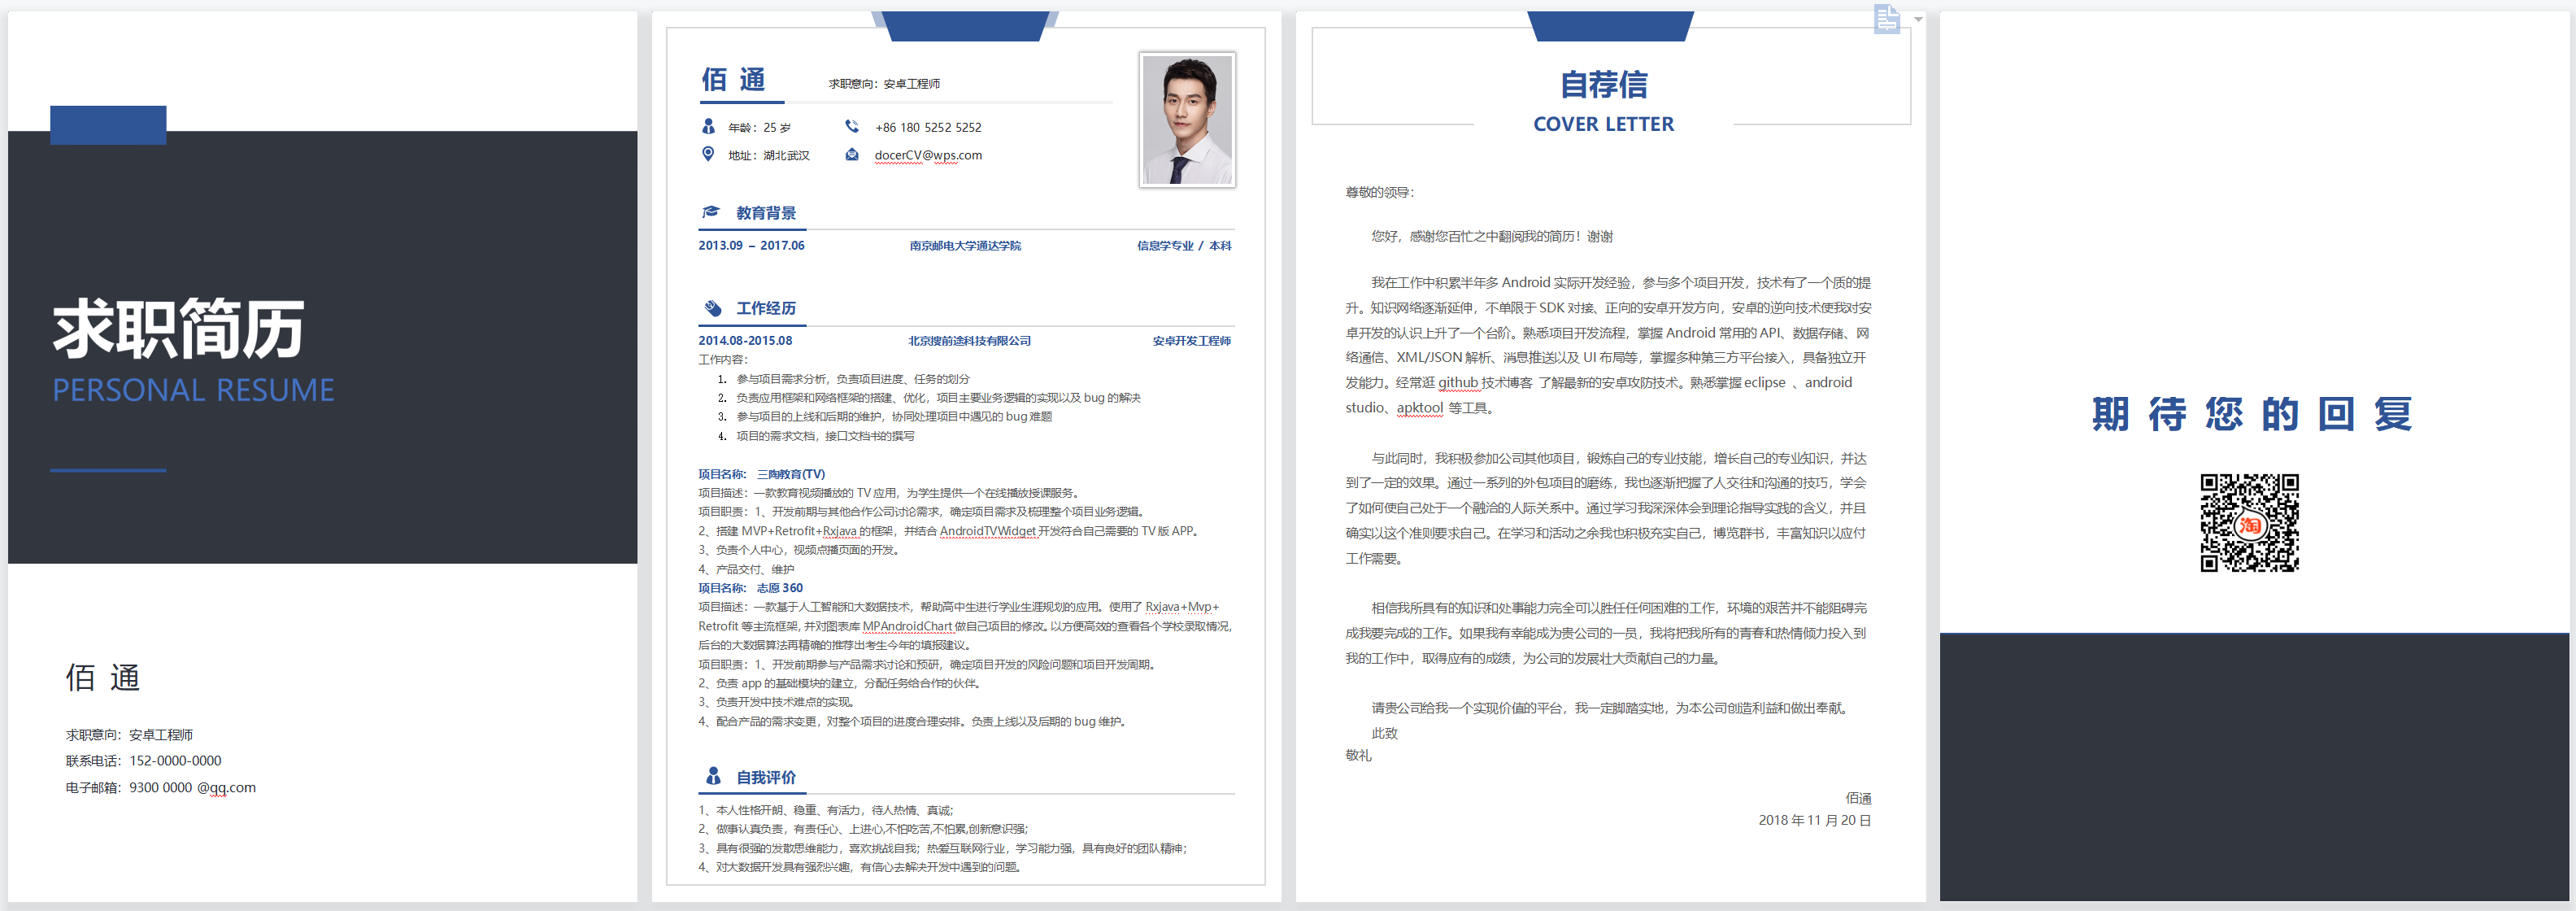 求职简历
PERSONAL RESUME
佰 通
求职意向：安卓工程师
联系电话：152-0000-0000
电子邮箱：9300 0000 @qq.com
佰 通
求职意向：安卓工程师
年龄：25 岁
+86 180 5252 5252
地址：湖北武汉
docerCV@wps.com
教育背景
2013.09 – 2017.06 南京邮电大学通达学院 信息学专业 / 本科
工作经历
2014.08-2015.08 北京搜前途科技有限公司 安卓开发工程师
工作内容：
1. 参与项目需求分析，负责项目进度、任务的划分
2. 负责应用框架和网络框架的搭建、优化，项目主要业务逻辑的实现以及 bug 的解决
3. 参与项目的上线和后期的维护，协同处理项目中遇见的 bug 难题
4. 项目的需求文档，接口文档书的撰写
项目名称： 三陶教育(TV)
项目描述：一款教育视频播放的 TV 应用，为学生提供一个在线播放授课服务。
项目职责：1、开发前期与其他合作公司讨论需求，确定项目需求及梳理整个项目业务逻辑。
2、搭建 MVP+Retrofit+Rxjava 的框架，并结合 AndroidTVWidget 开发符合自己需要的 TV 版 APP。
3、负责个人中心，视频点播页面的开发。
4、产品交付、维护
项目名称： 志愿 360
项目描述：一款基于人工智能和大数据技术，帮助高中生进行学业生涯规划的应用。使用了 Rxjava+Mvp+
Retrofit 等主流框架，并对图表库 MPAndroidChart 做自己项目的修改。以方便高效的查看各个学校录取情况，
后台的大数据算法再精确的推荐出考生今年的填报建议。
项目职责：1、开发前期参与产品需求讨论和预研，确定项目开发的风险问题和项目开发周期。
2、负责 app 的基础模块的建立，分配任务给合作的伙伴。
3、负责开发中技术难点的实现。
4、配合产品的需求变更，对整个项目的进度合理安排。负责上线以及后期的 bug 维护。
自我评价
1、本人性格开朗、稳重、有活力，待人热情、真诚；
2、做事认真负责，有责任心、上进心,不怕吃苦,不怕累,创新意识强；
3、具有很强的发散思维能力，喜欢挑战自我；热爱互联网行业，学习能力强，具有良好的团队精神；
4、对大数据开发具有强烈兴趣，有信心去解决开发中遇到的问题。
自荐信
COVER LETTER
尊敬的领导：
您好，感谢您百忙之中翻阅我的简历！谢谢
我在工作中积累半年多 Android 实际开发经验，参与多个项目开发，技术有了一个质的提
升。知识网络逐渐延伸，不单限于 SDK 对接、正向的安卓开发方向，安卓的逆向技术使我对安
卓开发的认识上升了一个台阶。熟悉项目开发流程，掌握 Android 常用的 API、数据存储、网
络通信、XML/JSON 解析、消息推送以及 UI 布局等，掌握多种第三方平台接入，具备独立开
发能力。经常逛 github 技术博客 了解最新的安卓攻防技术。熟悉掌握 eclipse 、android
studio、apktool 等工具。
与此同时，我积极参加公司其他项目，锻炼自己的专业技能，增长自己的专业知识，并达
到了一定的效果。通过一系列的外包项目的磨练，我也逐渐把握了人交往和沟通的技巧，学会
了如何使自己处于一个融洽的人际关系中。通过学习我深深体会到理论指导实践的含义，并且
确实以这个准则要求自己。在学习和活动之余我也积极充实自己，博览群书，丰富知识以应付
工作需要。
相信我所具有的知识和处事能力完全可以胜任任何困难的工作，环境的艰苦并不能阻碍完
成我要完成的工作。如果我有幸能成为贵公司的一员，我将把我所有的青春和热情倾力投入到
我的工作中，取得应有的成绩，为公司的发展壮大贡献自己的力量。
请贵公司给我一个实现价值的平台，我一定脚踏实地，为本公司创造利益和做出奉献。
此致
敬礼
佰通
2018 年 11 月 20 日
期 待 您 的 回 复
淘